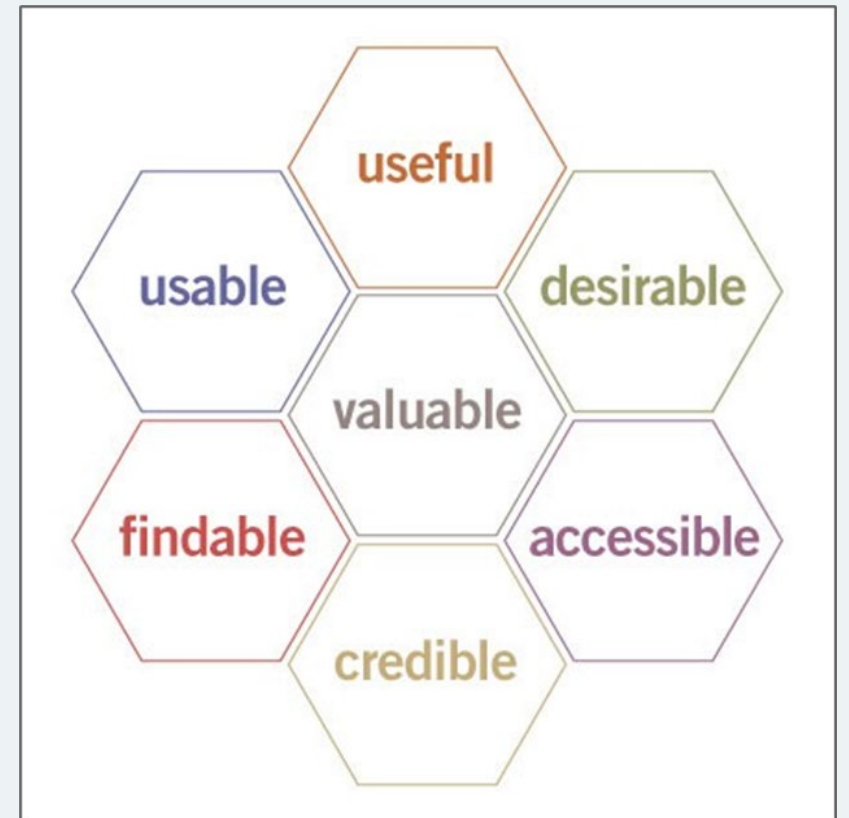 useful
usable
desirable
valuable
findable
accessible
credible